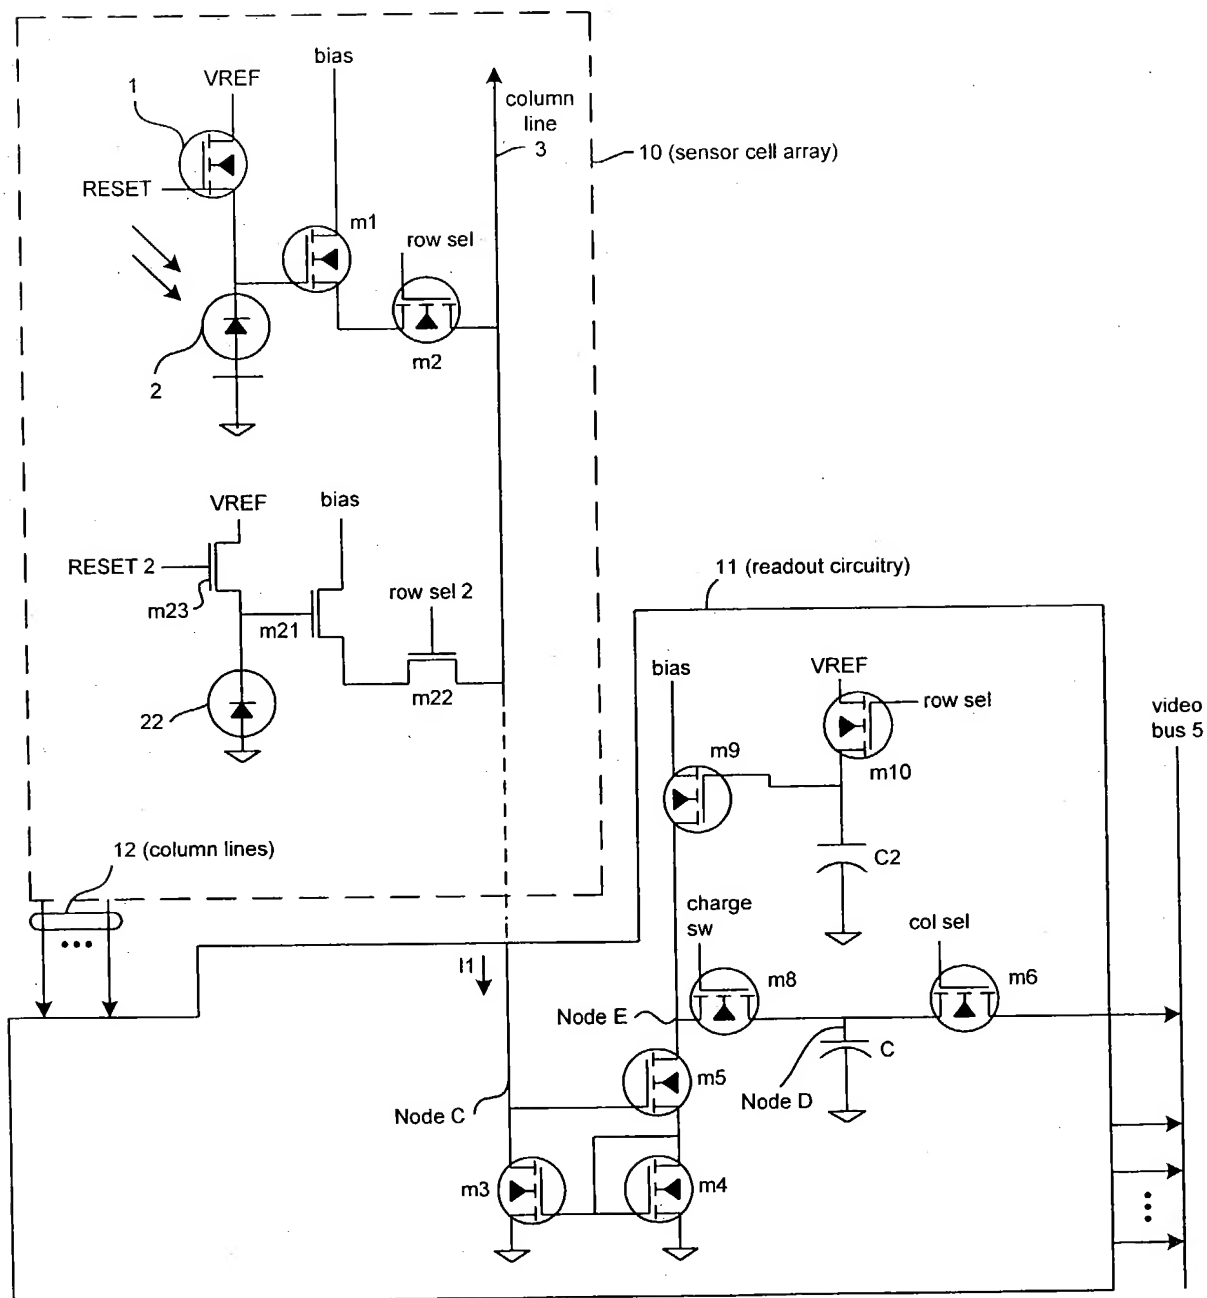 bias
1
VREF
column
line
3
10 (sensor cell array)
RESET
m1
row sel
m2
2
VREF
bias
RESET 2
m23
m21
row sel 2
m22
22
11 (readout circuitry)
bias
VREF
row sel
video
bus 5
m9
m10
12 (column lines)
C2
charge
sw
col sel
I1
m8
m6
Node E
C
m5
Node D
Node C
m3
m4